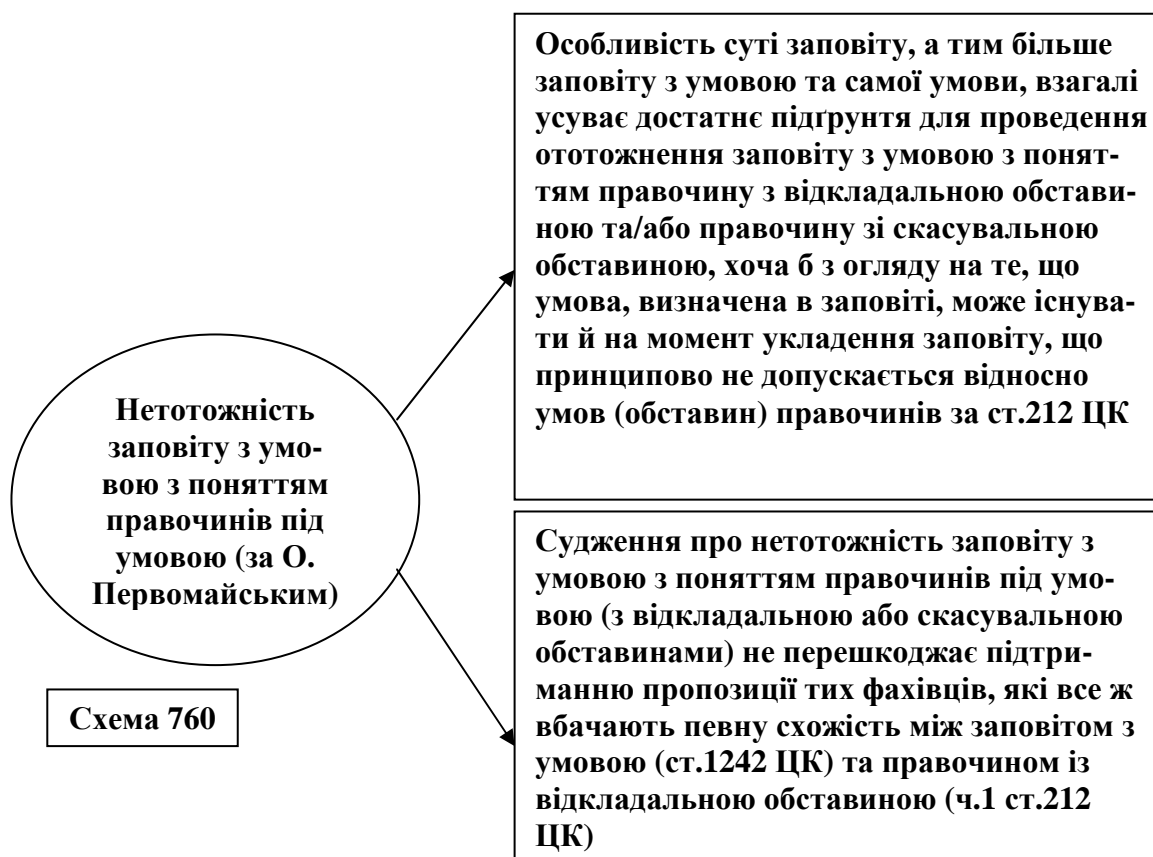 Особливість суті заповіту, а тим більше
заповіту з умовою та самої умови, взагалі
усуває достатнє підґрунтя для проведення
ототожнення заповіту з умовою з понят-
тям правочину з відкладальною обстави-
ною та/або правочину зі скасувальною
обставиною, хоча б з огляду на те, що
умова, визначена в заповіті, може існува-
ти й на момент укладення заповіту, що
принципово не допускається відносно
умов (обставин) правочинів за ст.212 ЦК
Нетотожність
заповіту з умо-
вою з поняттям
правочинів під
умовою (за О.
Первомайським)
Судження про нетотожність заповіту з
умовою з поняттям правочинів під умо-
вою (з відкладальною або скасувальною
обставинами) не перешкоджає підтри-
манню пропозиції тих фахівців, які все ж
вбачають певну схожість між заповітом з
умовою (ст.1242 ЦК) та правочином із
відкладальною обставиною (ч.1 ст.212
ЦК)
Схема 760